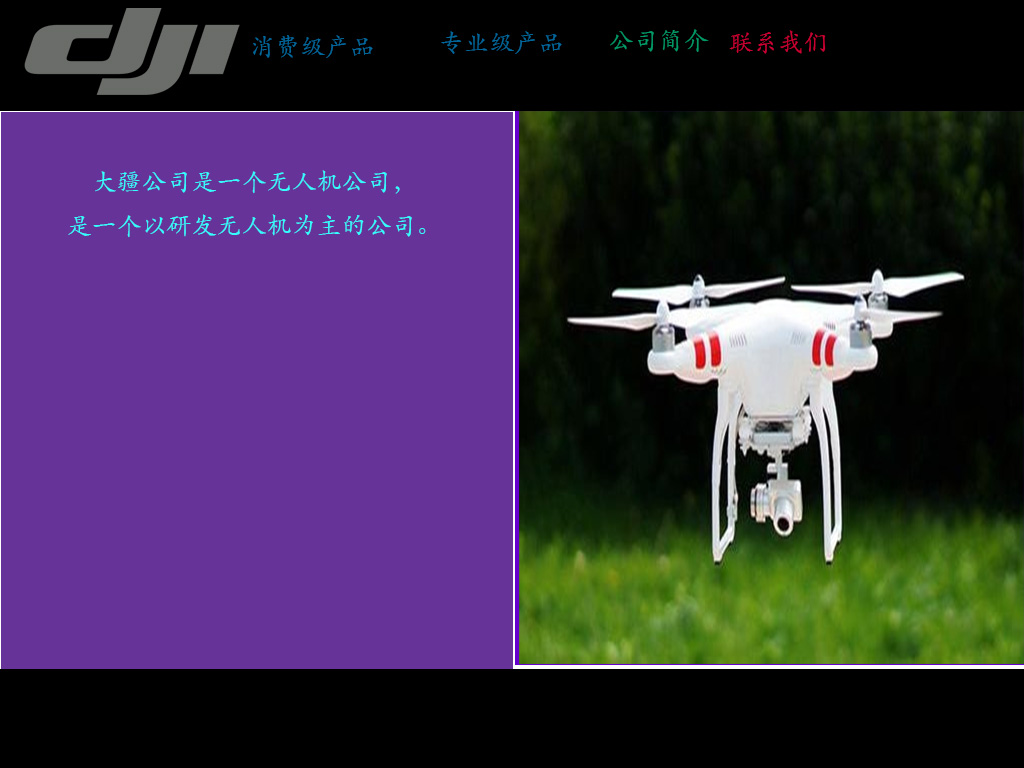 dji 消费级产品 专业级产品 公司简介 联系我们
大疆公司是一个无人机公司，
是一个以研发无人机为主的公司。